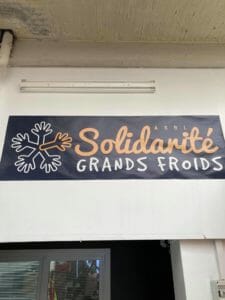 ASBL
Solidarité
GRANDS FROIDS